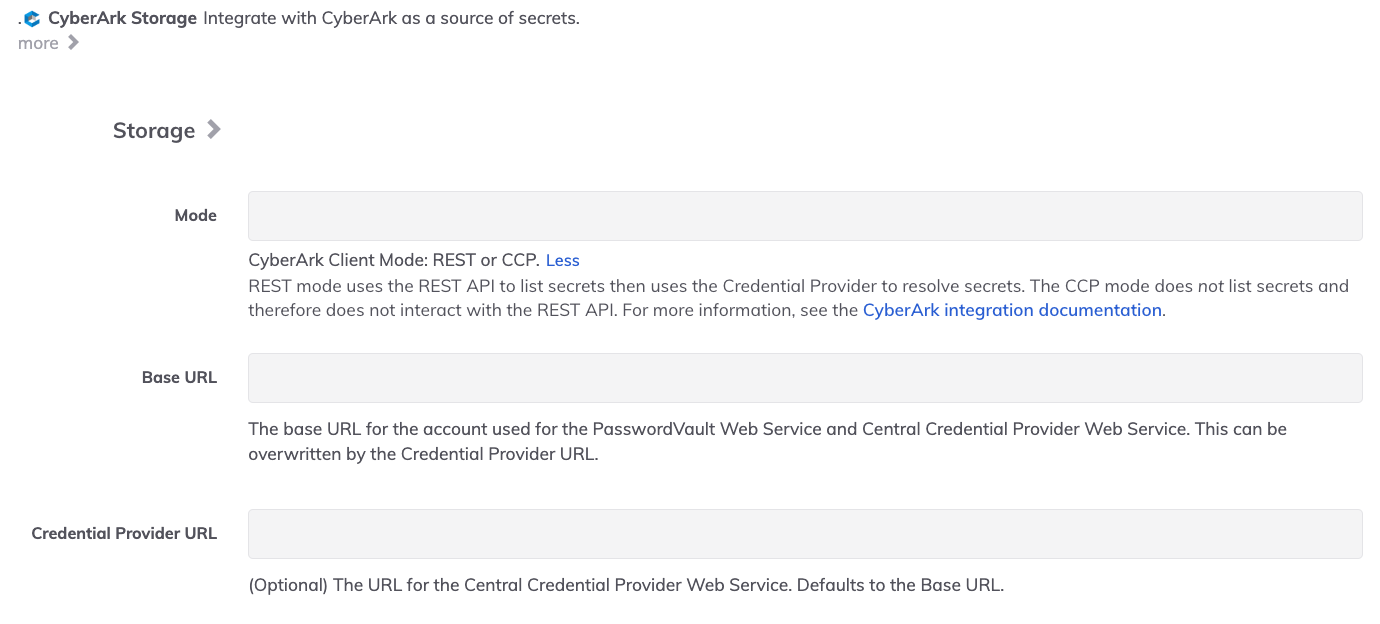 . CyberArk Storage Integrate with CyberArk as a source of secrets.
more
Storage
Mode
CyberArk Client Mode: REST or CCP. Less
REST mode uses the REST API to list secrets then uses the Credential Provider to resolve secrets. The CCP mode does not list secrets and
therefore does not interact with the REST API. For more information, see the CyberArk integration documentation.
Base URL
The base URL for the account used for the PasswordVault Web Service and Central Credential Provider Web Service. This can be
overwritten by the Credential Provider URL.
Credential Provider URL
(Optional) The URL for the Central Credential Provider Web Service. Defaults to the Base URL.